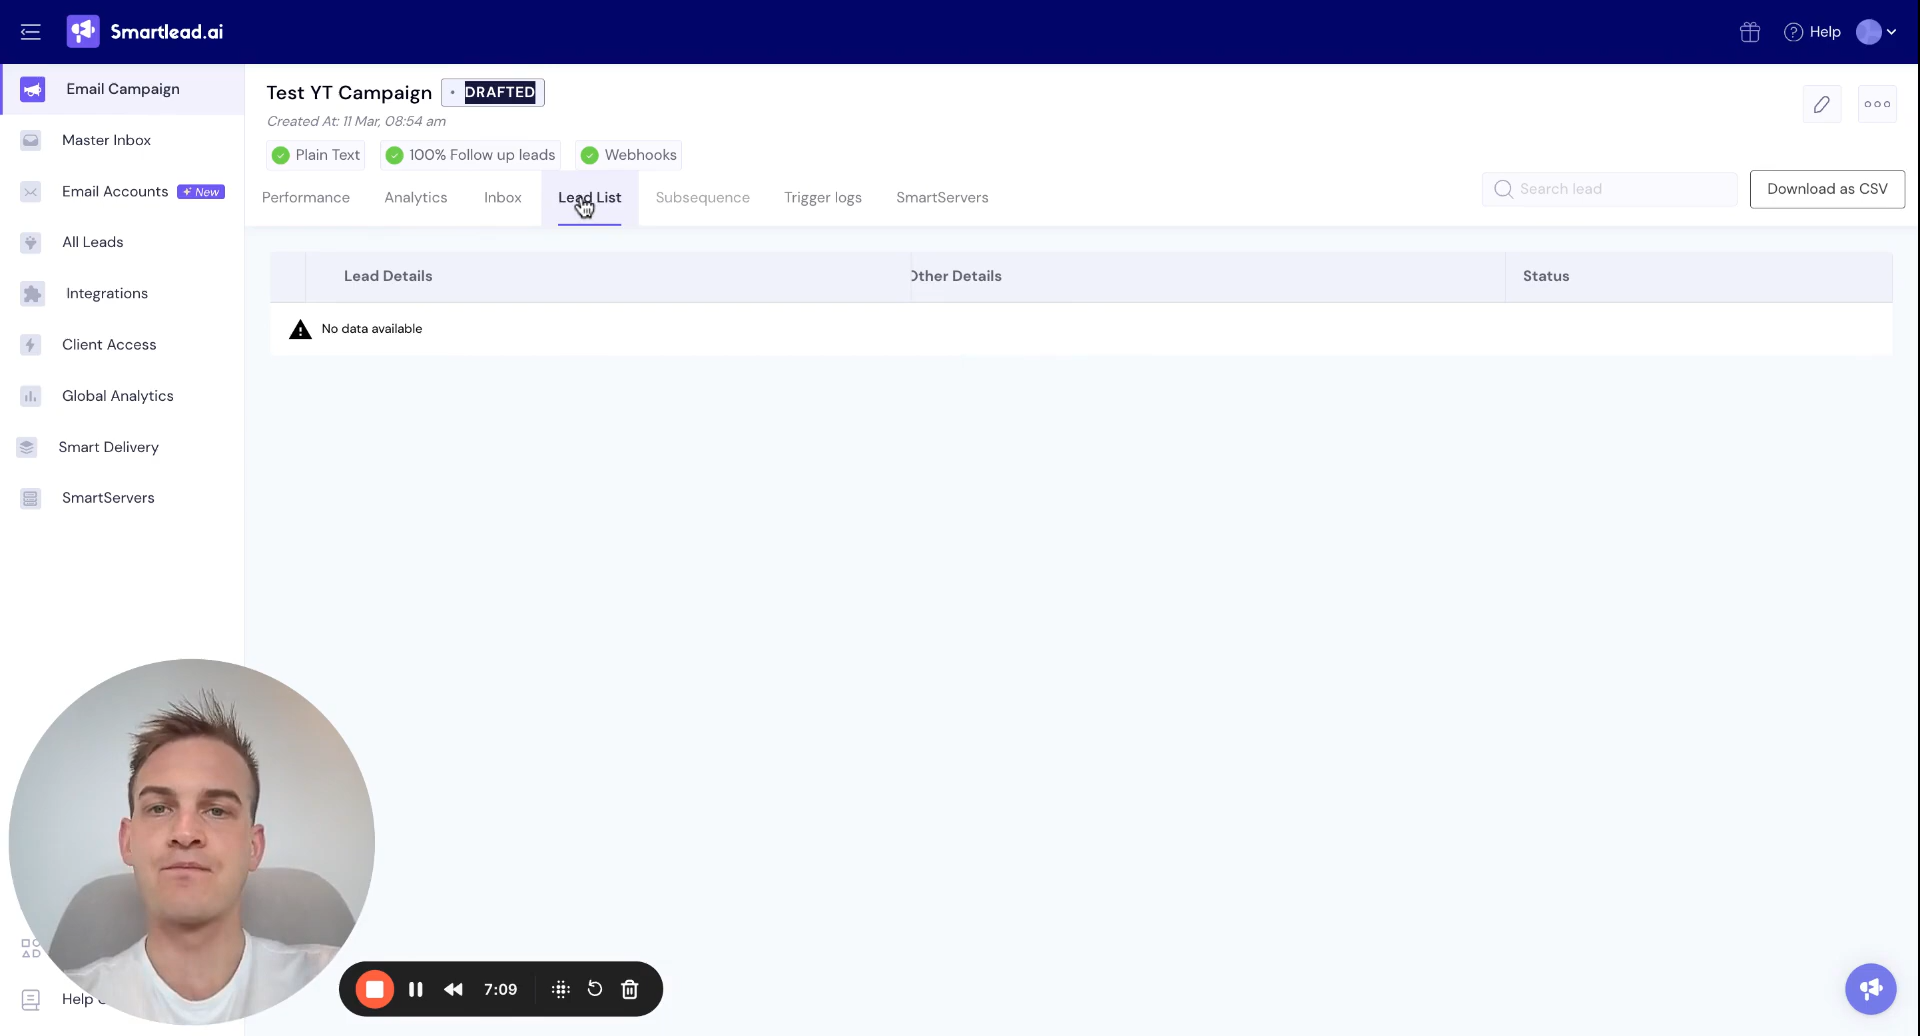 Smartlead.ai
Help
Email Campaign
Master Inbox
Email Accounts New
All Leads
Integrations
Client Access
Global Analytics
Smart Delivery
SmartServers
Help
Test YT Campaign DRAFTED
Created At: 11 Mar, 08:54 am
Plain Text 100% Follow up leads Webhooks
Performance Analytics Inbox Lead List Subsequence Trigger logs SmartServers
Search lead Download as CSV
Lead Details Other Details Status
No data available
7:09